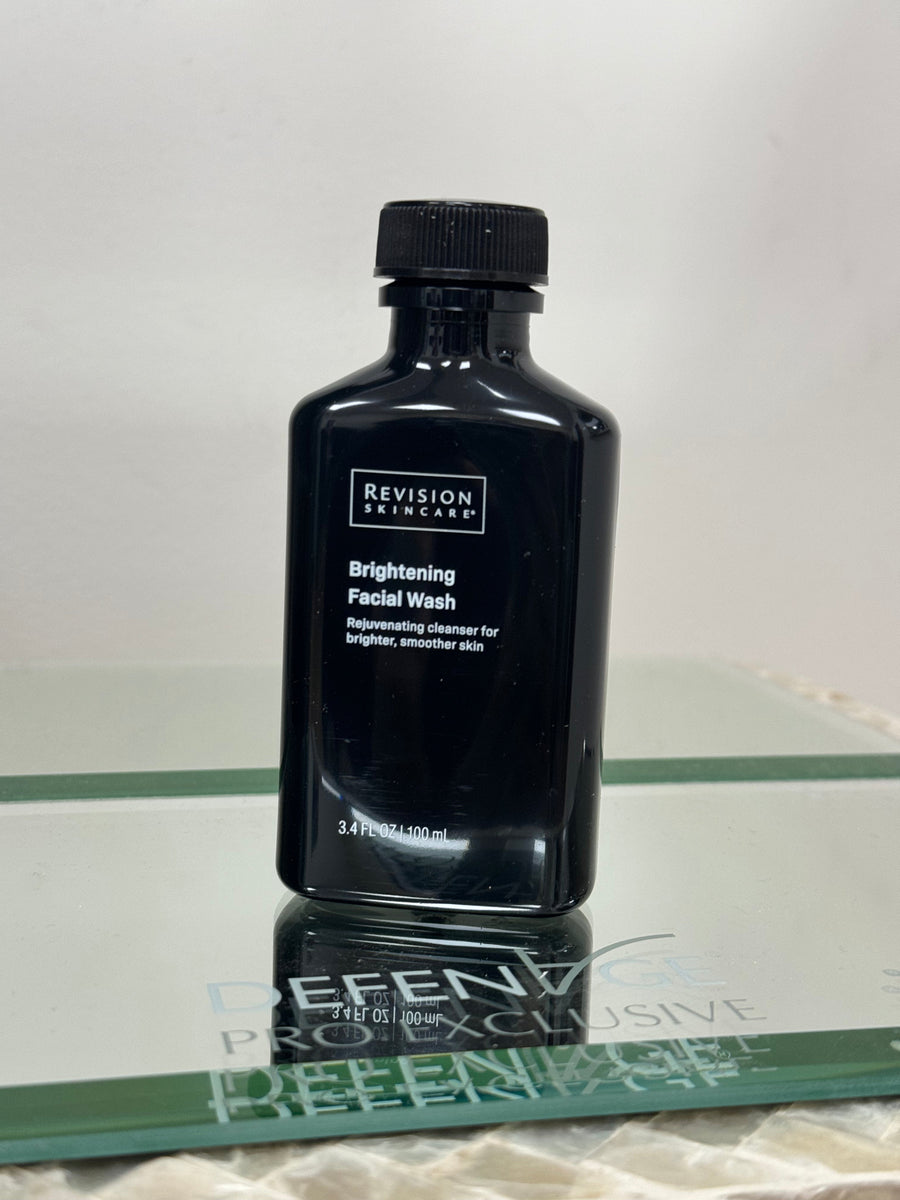 REVISION
SKINCARE®
Brightening
Facial Wash
Rejuvenating cleanser for
brighter, smoother skin
3.4 FL OZ | 100 mL
DEFENAGE
PRO EXCLUSIVE